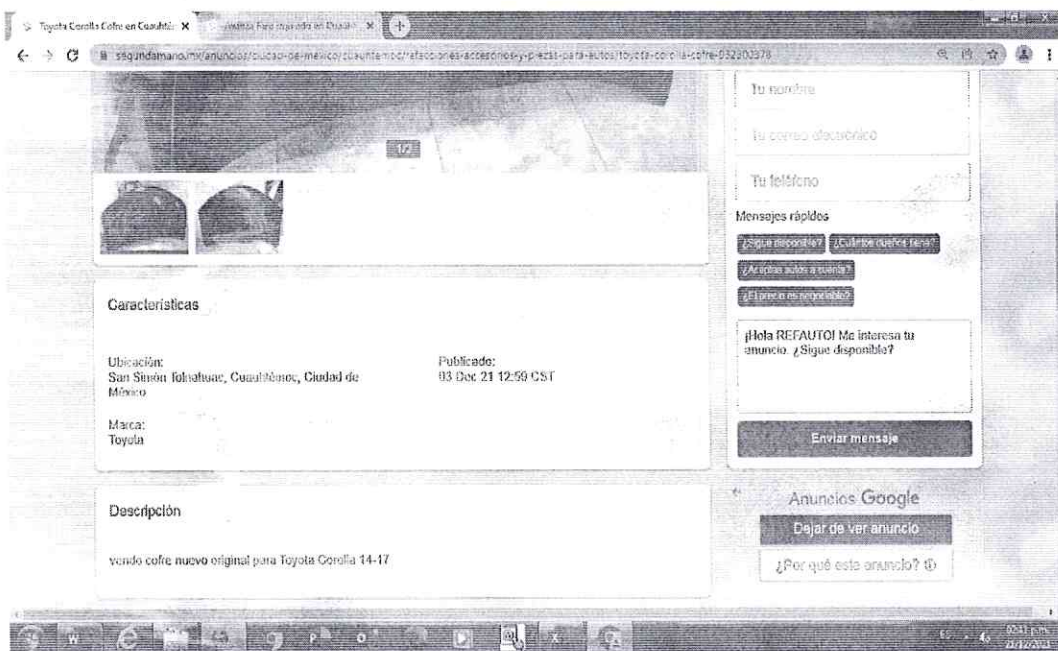 Toyota Corolla Cofre en Cuauhté
segundamano.mx/anuncios/ciudad-de-mexico/cuauhtemoc/refacciones-accesorios-y-piezas-para-autos/toyota-corolla-cofre-932302378
1/2
Tu nombre
Tu correo electrónico
Tu teléfono
Mensajes rápidos
¿Sigue disponible? ¿Cuántos dueños tiene?
¿Aceptas autos a cuenta?
¿El precio es negociable?
¡Hola REFAUTO! Me interesa tu
anuncio. ¿Sigue disponible?
Enviar mensaje
Características
Ubicación:
San Simón Tolnahuac, Cuauhtémoc, Ciudad de
México
Publicado:
03 Dec 21 12:59 CST
Marca:
Toyota
Descripción
vendo cofre nuevo original para Toyota Corolla 14-17
Anuncios Google
Dejar de ver anuncio
¿Por qué este anuncio?
W
P
O
X
ES
02:43 p.m.